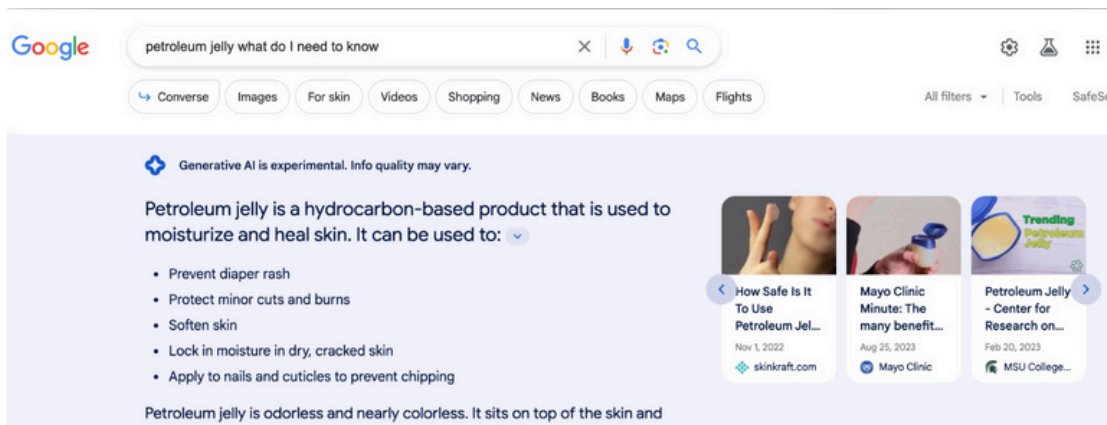 Google
petroleum jelly what do I need to know
Converse
Images
For skin
Videos
Shopping
News
Books
Maps
Flights
All filters
Tools
Generative AI is experimental. Info quality may vary.
Petroleum jelly is a hydrocarbon-based product that is used to
moisturize and heal skin. It can be used to:
• Prevent diaper rash
• Protect minor cuts and burns
• Soften skin
• Lock in moisture in dry, cracked skin
• Apply to nails and cuticles to prevent chipping
Petroleum jelly is odorless and nearly colorless. It sits on top of the skin and
How Safe Is It
To Use
Petroleum Jel...
Nov 1, 2022
skinkraft.com
Mayo Clinic
Minute: The
many benefit...
Aug 25, 2023
Mayo Clinic
Trending
Petroleum
Jelly
Petroleum Jelly
- Center for
Research on...
Feb 20, 2023
MSU College...